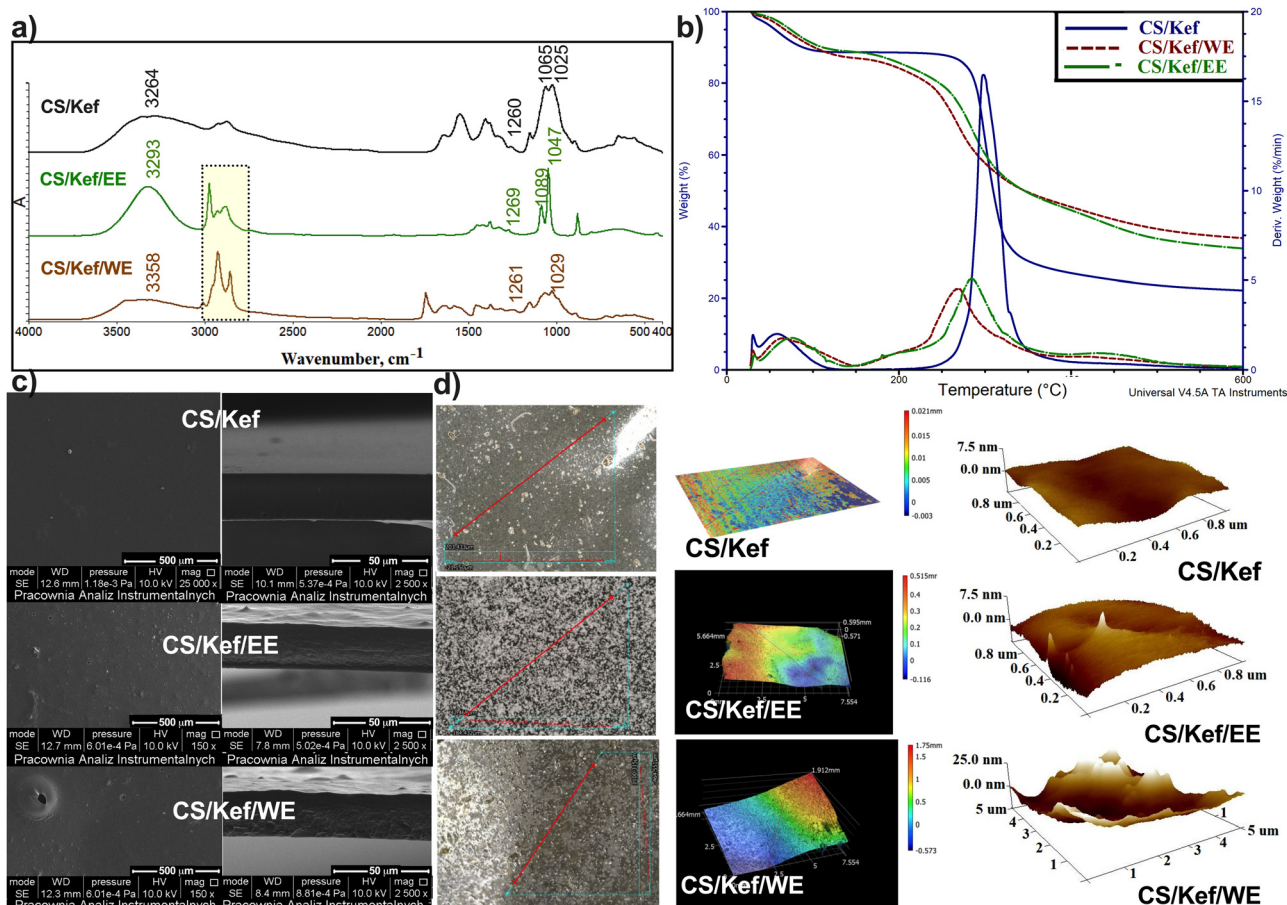 a)
CS/Kef
3264
1260
1065
1025
CS/Kef/EE
3293
1269
1089
1047
CS/Kef/WE
3358
1261
1029
A
4000 3500 3000 2500 2000 1500 1000 500 400
Wavenumber, cm-1
b)
CS/Kef
CS/Kef/WE
CS/Kef/EE
Weight (%)
100
80
60
40
20
0
Deriv. Weight (%/min)
20
15
10
5
0
0 200 600
Temperature (°C)
Universal V4.5A TA Instruments
c)
CS/Kef
500 µm
mode WD pressure HV mag
SE 12.6 mm 1.18e-3 Pa 10.0 kV 25 000 x
Pracownia Analiz Instrumentalnych
50 µm
mode WD pressure HV mag
SE 10.1 mm 5.37e-4 Pa 10.0 kV 2 500 x
Pracownia Analiz Instrumentalnych
CS/Kef/EE
500 µm
mode WD pressure HV mag
SE 12.7 mm 6.01e-4 Pa 10.0 kV 150 x
Pracownia Analiz Instrumentalnych
50 µm
mode WD pressure HV mag
SE 7.8 mm 5.02e-4 Pa 10.0 kV 2 500 x
Pracownia Analiz Instrumentalnych
CS/Kef/WE
500 µm
mode WD pressure HV mag
SE 12.3 mm 6.01e-4 Pa 10.0 kV 150 x
Pracownia Analiz Instrumentalnych
50 µm
mode WD pressure HV mag
SE 8.4 mm 8.81e-4 Pa 10.0 kV 2 500 x
Pracownia Analiz Instrumentalnych
d)
0.021mm
0.015
0.01
0.005
0
-0.003
CS/Kef
7.5 nm
0.0 nm
0.8 um
0.6
0.4
0.2
0.2
0.4
0.6
0.8 um
CS/Kef
0.595mm
0
-0.571
5.664mm
2.5
0
5
7.554
0.515mr
0.4
0.3
0.2
0.1
0
-0.116
CS/Kef/EE
7.5 nm
0.0 nm
0.8 um
0.6
0.4
0.2
0.2
0.4
0.6
0.8 um
CS/Kef/EE
1.912mm
.664mm
2.5
5
7.554
1.75mm
1.5
1
0.5
0
-0.573
CS/Kef/WE
25.0 nm
0.0 nm
5 um
4
3
2
1
1
2
3
4
5 um
1
CS/Kef/WE